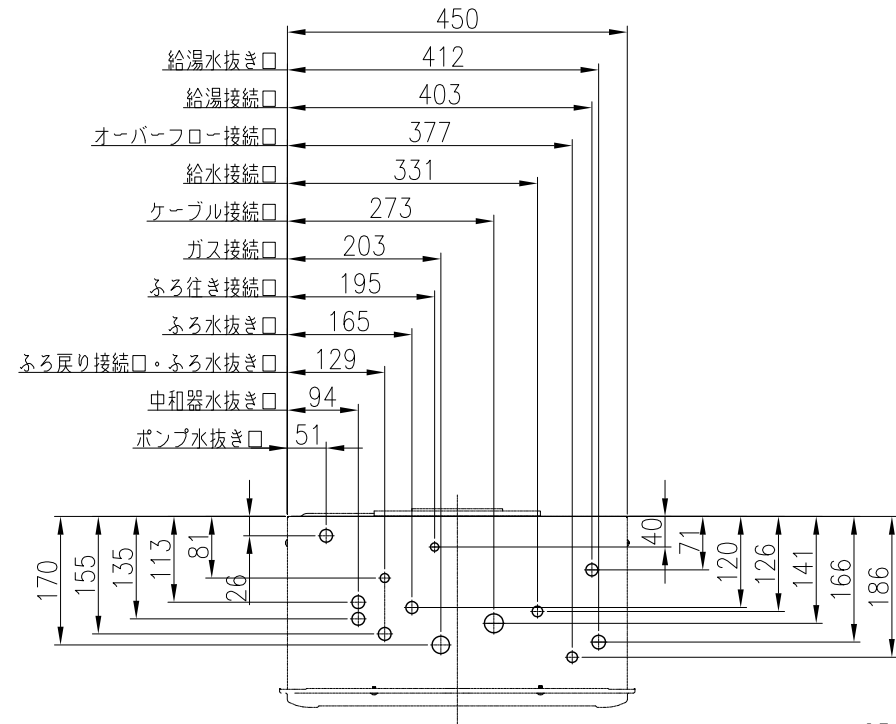 450
給湯水抜き口 412
給湯接続口 403
オーバーフロー接続口 377
給水接続口 331
ケーブル接続口 273
ガス接続口 203
ふろ往き接続口 195
ふろ水抜き口 165
ふろ戻り接続口・ふろ水抜き口 129
中和器水抜き口 94
ポンプ水抜き口 51
170
155
135
113
81
26
40
71
120
126
141
166
186